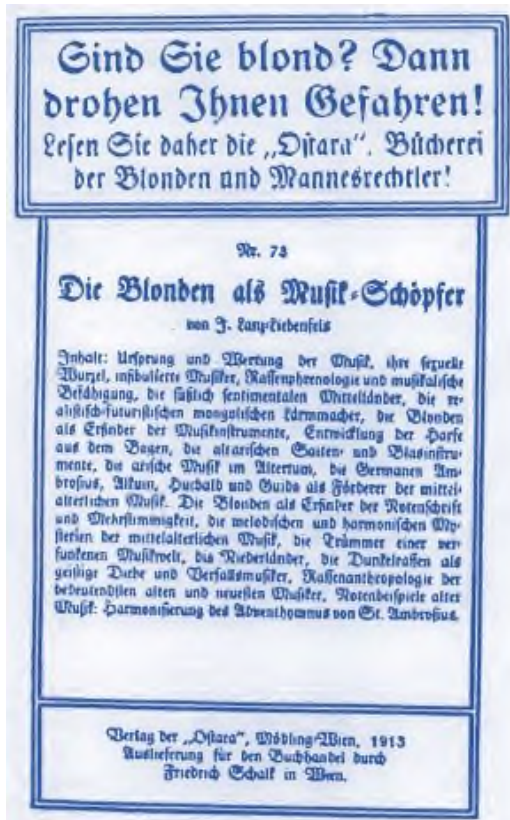 Sind Sie blond? Dann
drohen Ihnen Gefahren!
Lesen Sie daher die „Ostara“, Bücherei
der Blonden und Mannesrechtler!
Nr. 73
Die Blonden als Musik-Schöpfer
von J. Lanz-Liebenfels
Inhalt: Ursprung und Wertung der Musik, ihre sexuelle
Wurzel, infibulierte Musiker, Rassenphrenologie und musikalische
Befähigung, die süßlich sentimentalen Mittelländer, die re-
alistisch-futuristischen mongolischen Lärmmacher, die Blonden
als Erfinder der Musikinstrumente, Entwicklung der Harfe
aus dem Bogen, die altarischen Saiten- und Blasinstru-
mente, die arische Musik im Altertum, die Germanen Am-
brosius, Alkuin, Hucbald und Guido als Förderer der mittel-
alterlichen Musik. Die Blonden als Erfinder der Notenschrift
und Mehrstimmigkeit, die melodischen und harmonischen My-
sterien der mittelalterlichen Musik, die Trümmer einer ver-
sunkenen Musikwelt, die Niederländer, die Dunkelrassen als
geistige Diebe und Verfallsmusiker, Rassenanthropologie der
bedeutendsten alten und neuesten Musiker, Notenbeispiele alter
Musik: Harmonisierung des Adventhymnus von St. Ambrosius.
Verlag der „Ostara“, Mödling-Wien, 1913
Auslieferung für den Buchhandel durch
Friedrich Schalk in Wien.